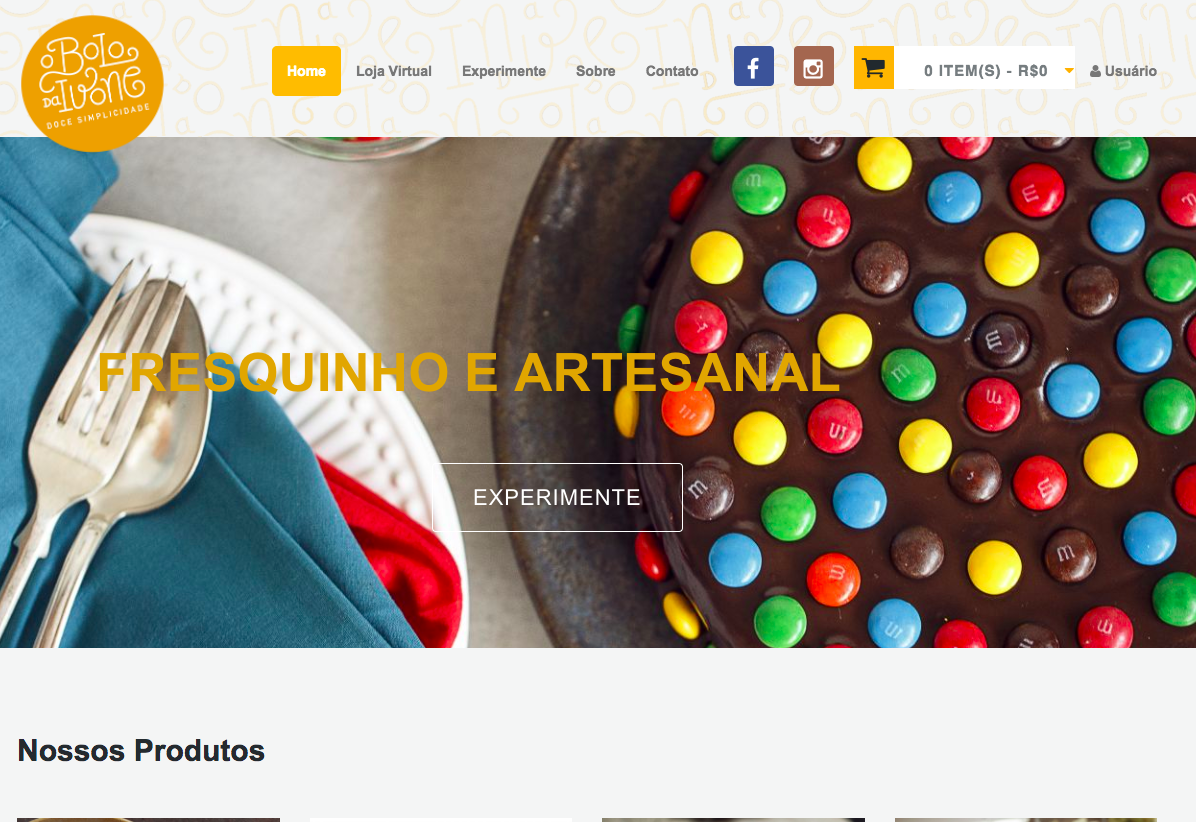 O BOLO
DA IVONE
DOCE SIMPLICIDADE
Home
Loja Virtual
Experimente
Sobre
Contato
f
0 ITEM(S) - R$0
Usuário
FRESQUINHO E ARTESANAL
EXPERIMENTE
Nossos Produtos